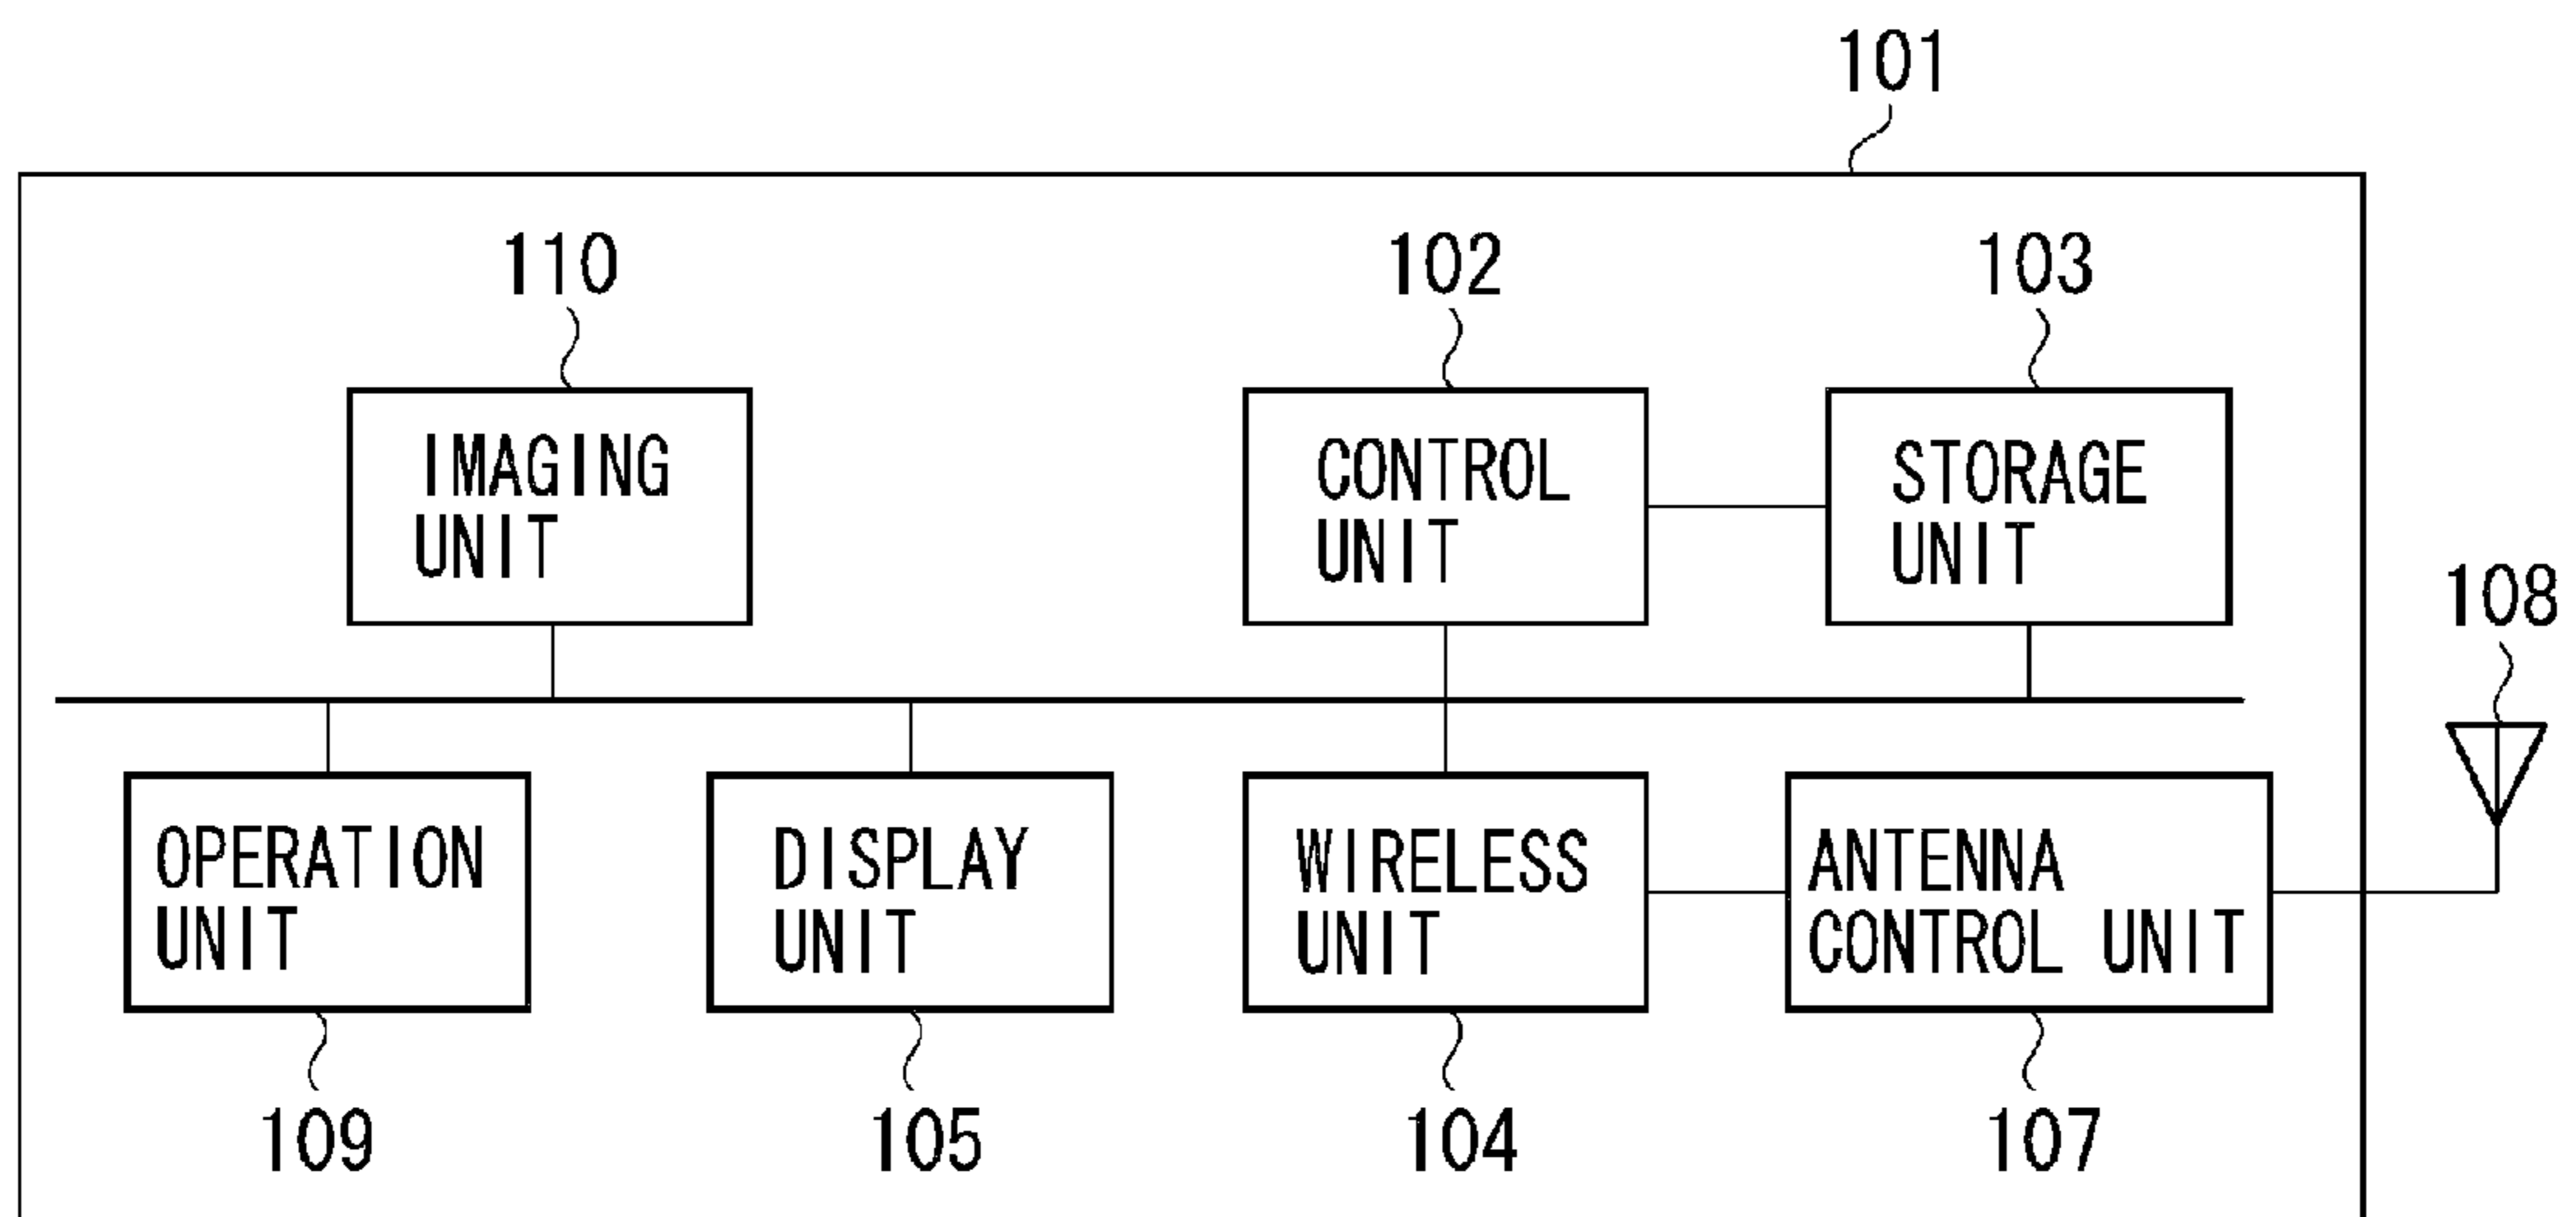 101
110
102
103
IMAGING
UNIT
CONTROL
UNIT
STORAGE
UNIT
108
OPERATION
UNIT
DISPLAY
UNIT
WIRELESS
UNIT
ANTENNA
CONTROL UNIT
109
105
104
107